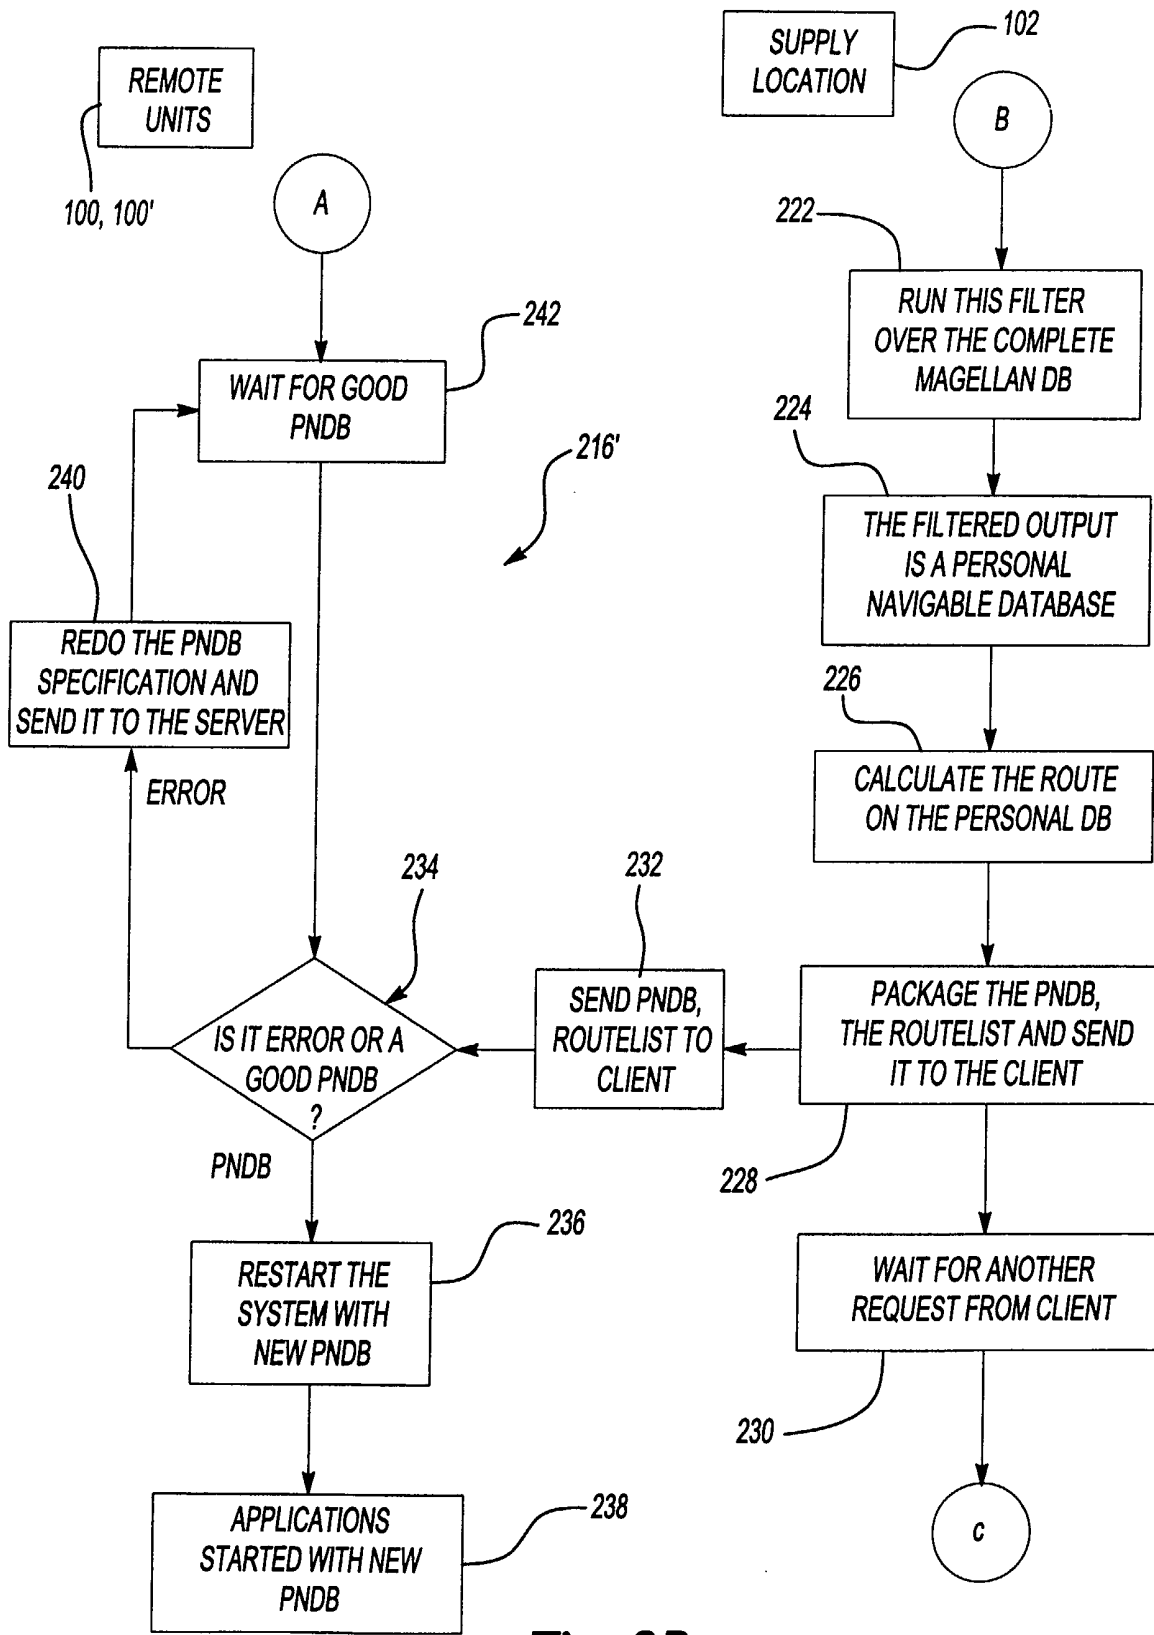 REMOTE
UNITS
100, 100'
SUPPLY
LOCATION
102
A
B
242
WAIT FOR GOOD
PNDB
222
RUN THIS FILTER
OVER THE COMPLETE
MAGELLAN DB
216'
224
THE FILTERED OUTPUT
IS A PERSONAL
NAVIGABLE DATABASE
240
REDO THE PNDB
SPECIFICATION AND
SEND IT TO THE SERVER
ERROR
226
CALCULATE THE ROUTE
ON THE PERSONAL DB
234
IS IT ERROR OR A
GOOD PNDB
?
232
SEND PNDB,
ROUTELIST TO
CLIENT
PACKAGE THE PNDB,
THE ROUTELIST AND SEND
IT TO THE CLIENT
228
PNDB
236
RESTART THE
SYSTEM WITH
NEW PNDB
WAIT FOR ANOTHER
REQUEST FROM CLIENT
230
238
APPLICATIONS
STARTED WITH NEW
PNDB
C